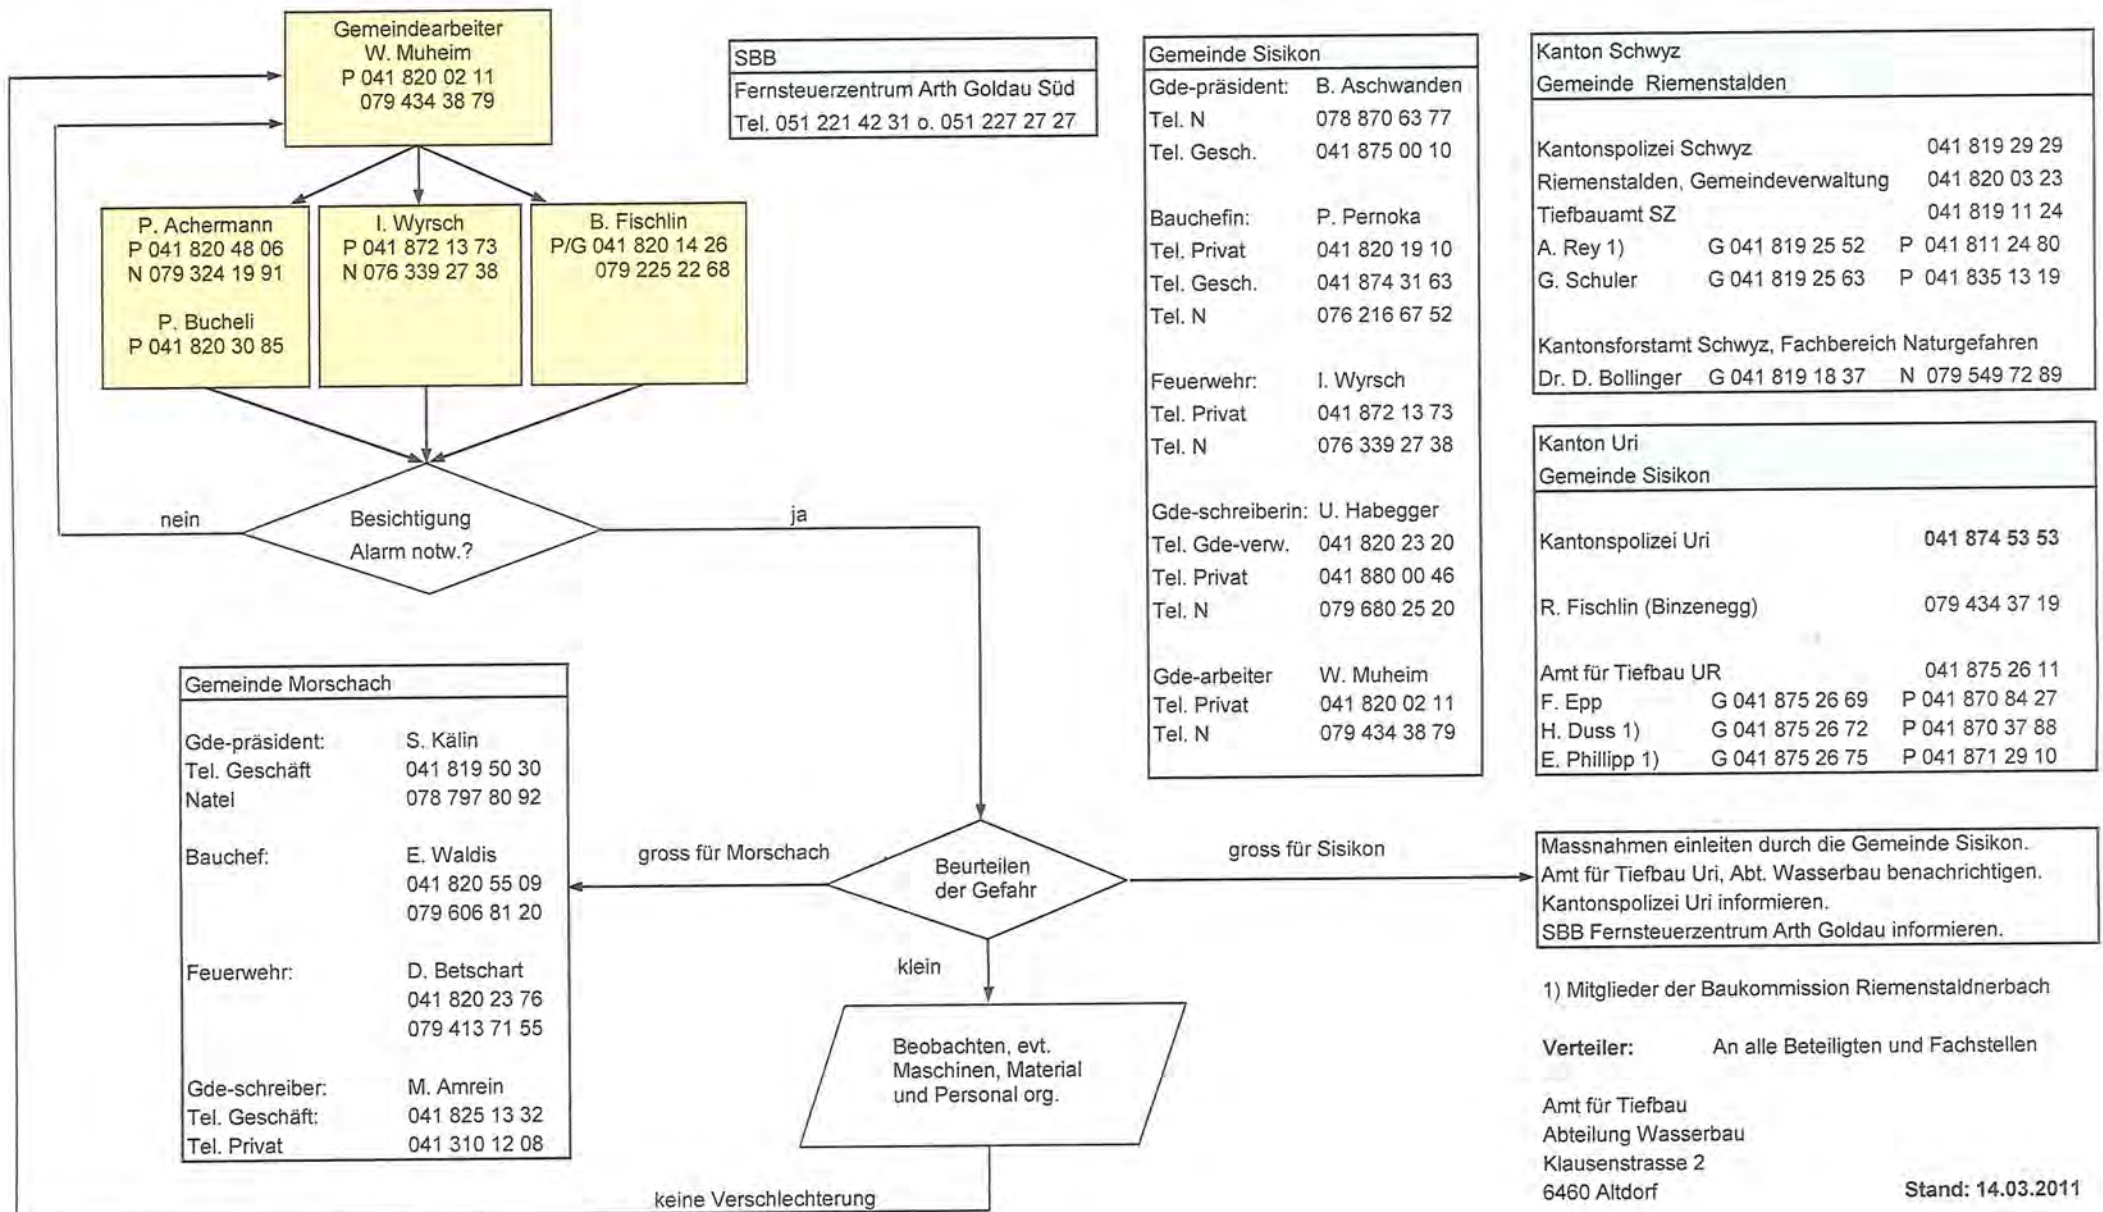 Gemeindearbeiter
W. Muheim
P 041 820 02 11
079 434 38 79
P. Achermann
P 041 820 48 06
N 079 324 19 91
P. Bucheli
P 041 820 30 85
I. Wyrsch
P 041 872 13 73
N 076 339 27 38
B. Fischlin
P/G 041 820 14 26
079 225 22 68
nein
Besichtigung
Alarm notw.?
ja
SBB
Fernsteuerzentrum Arth Goldau Süd
Tel. 051 221 42 31 o. 051 227 27 27
Gemeinde Morschach
Gde-präsident: S. Kälin
Tel. Geschäft 041 819 50 30
Natel 078 797 80 92
Bauchef: E. Waldis
041 820 55 09
079 606 81 20
Feuerwehr: D. Betschart
041 820 23 76
079 413 71 55
Gde-schreiber: M. Amrein
Tel. Geschäft: 041 825 13 32
Tel. Privat 041 310 12 08
gross für Morschach
Beurteilen
der Gefahr
gross für Sisikon
klein
Beobachten, evt.
Maschinen, Material
und Personal org.
keine Verschlechterung
Gemeinde Sisikon
Gde-präsident: B. Aschwanden
Tel. N 078 870 63 77
Tel. Gesch. 041 875 00 10
Bauchefin: P. Pernoka
Tel. Privat 041 820 19 10
Tel. Gesch. 041 874 31 63
Tel. N 076 216 67 52
Feuerwehr: I. Wyrsch
Tel. Privat 041 872 13 73
Tel. N 076 339 27 38
Gde-schreiberin: U. Habegger
Tel. Gde-verw. 041 820 23 20
Tel. Privat 041 880 00 46
Tel. N 079 680 25 20
Gde-arbeiter W. Muheim
Tel. Privat 041 820 02 11
Tel. N 079 434 38 79
Kanton Schwyz
Gemeinde Riemenstalden
Kantonspolizei Schwyz 041 819 29 29
Riemenstalden, Gemeindeverwaltung 041 820 03 23
Tiefbauamt SZ 041 819 11 24
A. Rey 1) G 041 819 25 52 P 041 811 24 80
G. Schuler G 041 819 25 63 P 041 835 13 19
Kantonsforstamt Schwyz, Fachbereich Naturgefahren
Dr. D. Bollinger G 041 819 18 37 N 079 549 72 89
Kanton Uri
Gemeinde Sisikon
Kantonspolizei Uri 041 874 53 53
R. Fischlin (Binzenegg) 079 434 37 19
Amt für Tiefbau UR 041 875 26 11
F. Epp G 041 875 26 69 P 041 870 84 27
H. Duss 1) G 041 875 26 72 P 041 870 37 88
E. Phillipp 1) G 041 875 26 75 P 041 871 29 10
Massnahmen einleiten durch die Gemeinde Sisikon.
Amt für Tiefbau Uri, Abt. Wasserbau benachrichtigen.
Kantonspolizei Uri informieren.
SBB Fernsteuerzentrum Arth Goldau informieren.
1) Mitglieder der Baukommission Riemenstaldnerbach
Verteiler: An alle Beteiligten und Fachstellen
Amt für Tiefbau
Abteilung Wasserbau
Klausenstrasse 2
6460 Altdorf Stand: 14.03.2011